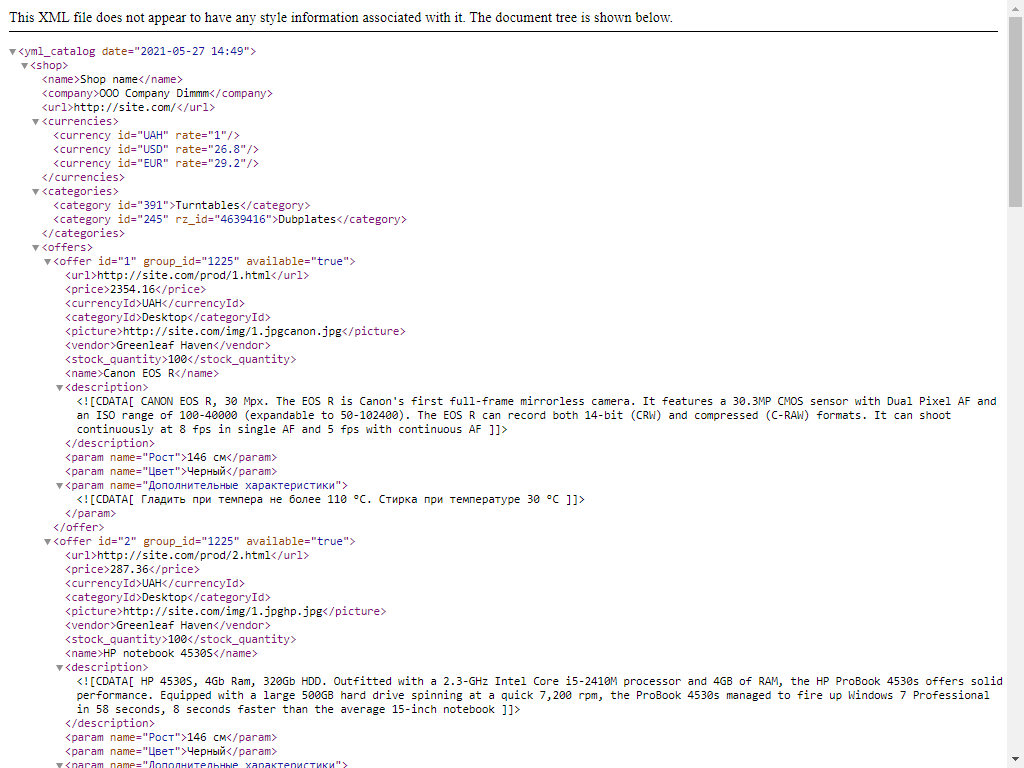 This XML file does not appear to have any style information associated with it. The document tree is shown below.
▼<yml_catalog date="2021-05-27 14:49">
▼<shop>
<name>Shop name</name>
<company>ООО Company Dimmm</company>
<url>http://site.com/</url>
▼<currencies>
<currency id="UAH" rate="1"/>
<currency id="USD" rate="26.8"/>
<currency id="EUR" rate="29.2"/>
</currencies>
▼<categories>
<category id="391">Turntables</category>
<category id="245" rz_id="4639416">Dubplates</category>
</categories>
▼<offers>
▼<offer id="1" group_id="1225" available="true">
<url>http://site.com/prod/1.html</url>
<price>2354.16</price>
<currencyId>UAH</currencyId>
<categoryId>Desktop</categoryId>
<picture>http://site.com/img/1.jpgcanon.jpg</picture>
<vendor>Greenleaf Haven</vendor>
<stock_quantity>100</stock_quantity>
<name>Canon EOS R</name>
▼<description>
<![CDATA[ CANON EOS R, 30 Mpx. The EOS R is Canon's first full-frame mirrorless camera. It features a 30.3MP CMOS sensor with Dual Pixel AF and
an ISO range of 100-40000 (expandable to 50-102400). The EOS R can record both 14-bit (CRW) and compressed (C-RAW) formats. It can shoot
continuously at 8 fps in single AF and 5 fps with continuous AF ]]>
</description>
<param name="Рост">146 см</param>
<param name="Цвет">Черный</param>
▼<param name="Дополнительные характеристики">
<![CDATA[ Гладить при темпера не более 110 ºC. Стирка при температуре 30 ºC ]]>
</param>
</offer>
▼<offer id="2" group_id="1225" available="true">
<url>http://site.com/prod/2.html</url>
<price>287.36</price>
<currencyId>UAH</currencyId>
<categoryId>Desktop</categoryId>
<picture>http://site.com/img/1.jpghp.jpg</picture>
<vendor>Greenleaf Haven</vendor>
<stock_quantity>100</stock_quantity>
<name>HP notebook 4530S</name>
▼<description>
<![CDATA[ HP 4530S, 4Gb Ram, 320Gb HDD. Outfitted with a 2.3-GHz Intel Core i5-2410M processor and 4GB of RAM, the HP ProBook 4530s offers solid
performance. Equipped with a large 500GB hard drive spinning at a quick 7,200 rpm, the ProBook 4530s managed to fire up Windows 7 Professional
in 58 seconds, 8 seconds faster than the average 15-inch notebook ]]>
</description>
<param name="Рост">146 см</param>
<param name="Цвет">Черный</param>
▼<param name="Дополнительные характеристики">